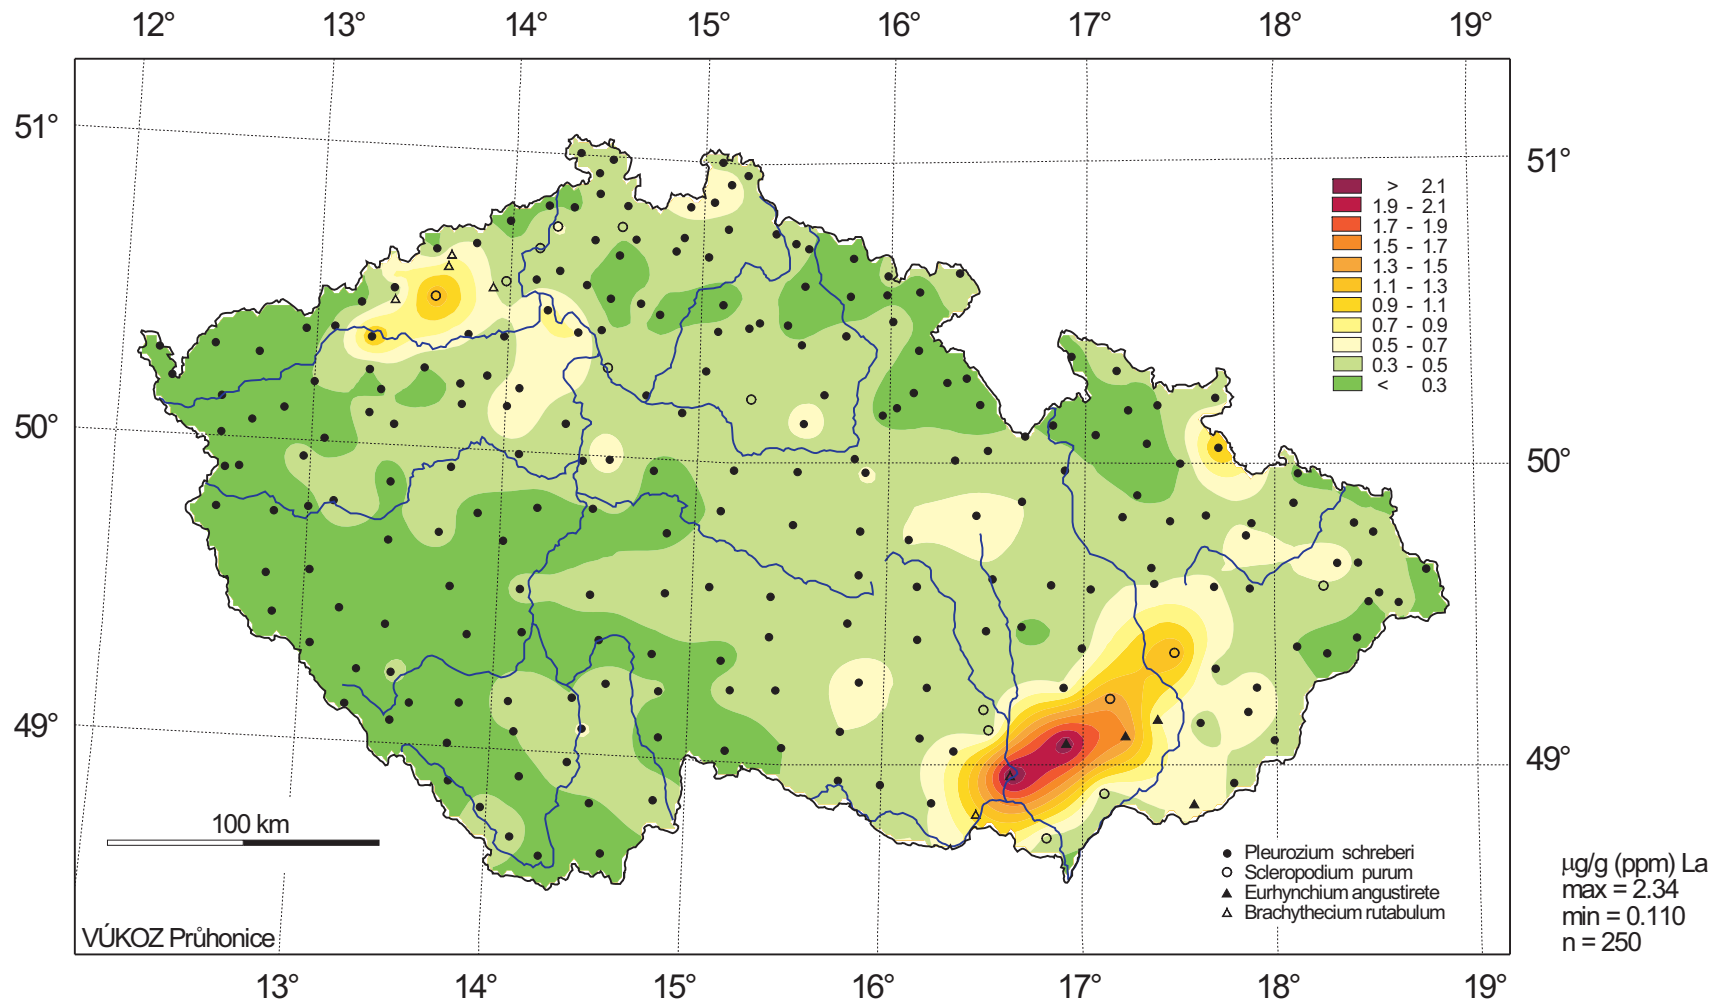 12° 13° 14° 15° 16° 17° 18° 19°
51°
51°
50°
50°
49°
49°
> 2.1
1.9 - 2.1
1.7 - 1.9
1.5 - 1.7
1.3 - 1.5
1.1 - 1.3
0.9 - 1.1
0.7 - 0.9
0.5 - 0.7
0.3 - 0.5
< 0.3
100 km
Pleurozium schreberi
Scleropodium purum
Eurhynchium angustirete
Brachythecium rutabulum
µg/g (ppm) La
max = 2.34
min = 0.110
n = 250
VÚKOZ Průhonice
13° 14° 15° 16° 17° 18° 19°